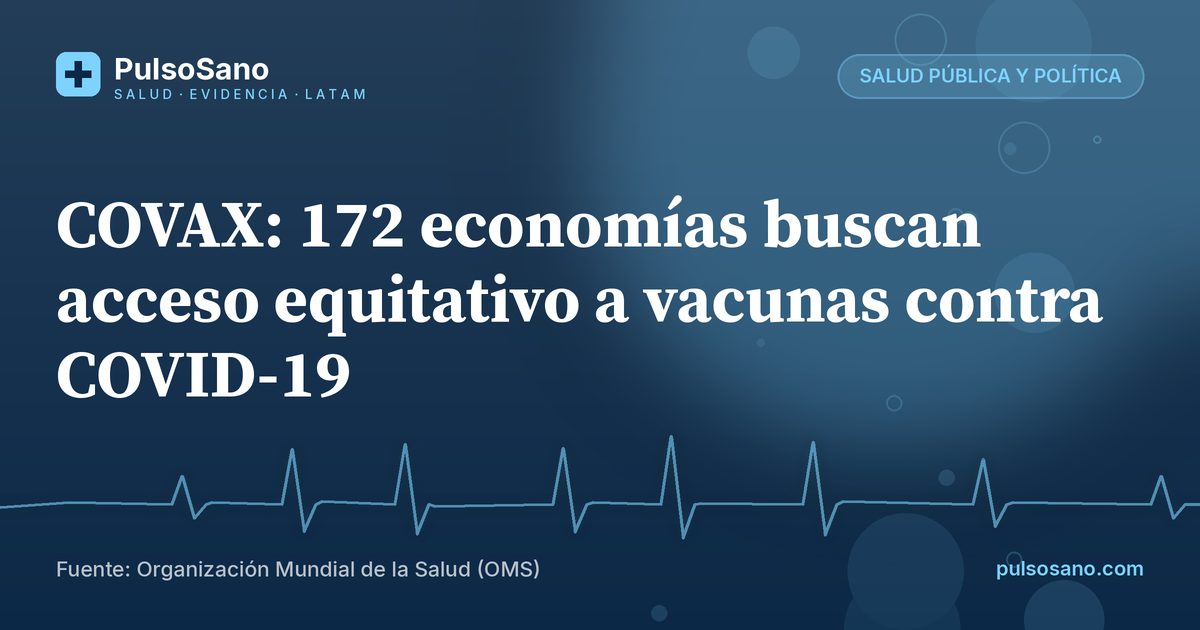 PulsoSano
SALUD · EVIDENCIA · LATAM
SALUD PÚBLICA Y POLÍTICA
COVAX: 172 economías buscan
acceso equitativo a vacunas contra
COVID-19
Fuente: Organización Mundial de la Salud (OMS)
pulsosano.com